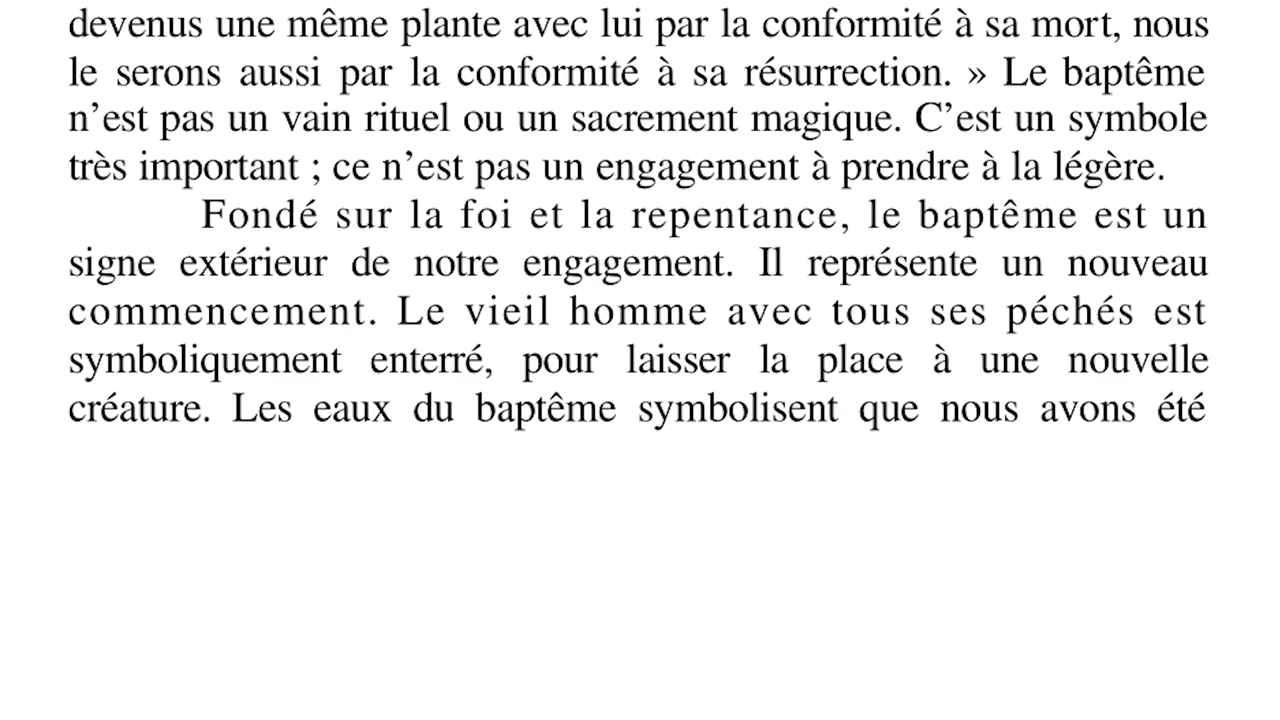 devenus une même plante avec lui par la conformité à sa mort, nous
le serons aussi par la conformité à sa résurrection. » Le baptême
n’est pas un vain rituel ou un sacrement magique. C’est un symbole
très important ; ce n’est pas un engagement à prendre à la légère.
Fondé sur la foi et la repentance, le baptême est un
signe extérieur de notre engagement. Il représente un nouveau
commencement. Le vieil homme avec tous ses péchés est
symboliquement enterré, pour laisser la place à une nouvelle
créature. Les eaux du baptême symbolisent que nous avons été